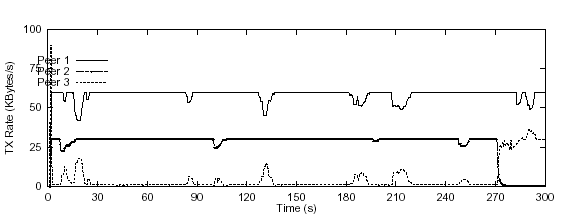 100
75
50
25
0
TX Rate (KBytes/s)
Peer 1
Peer 2
Peer 3
0 30 60 90 120 150 180 210 240 270 300
Time (s)